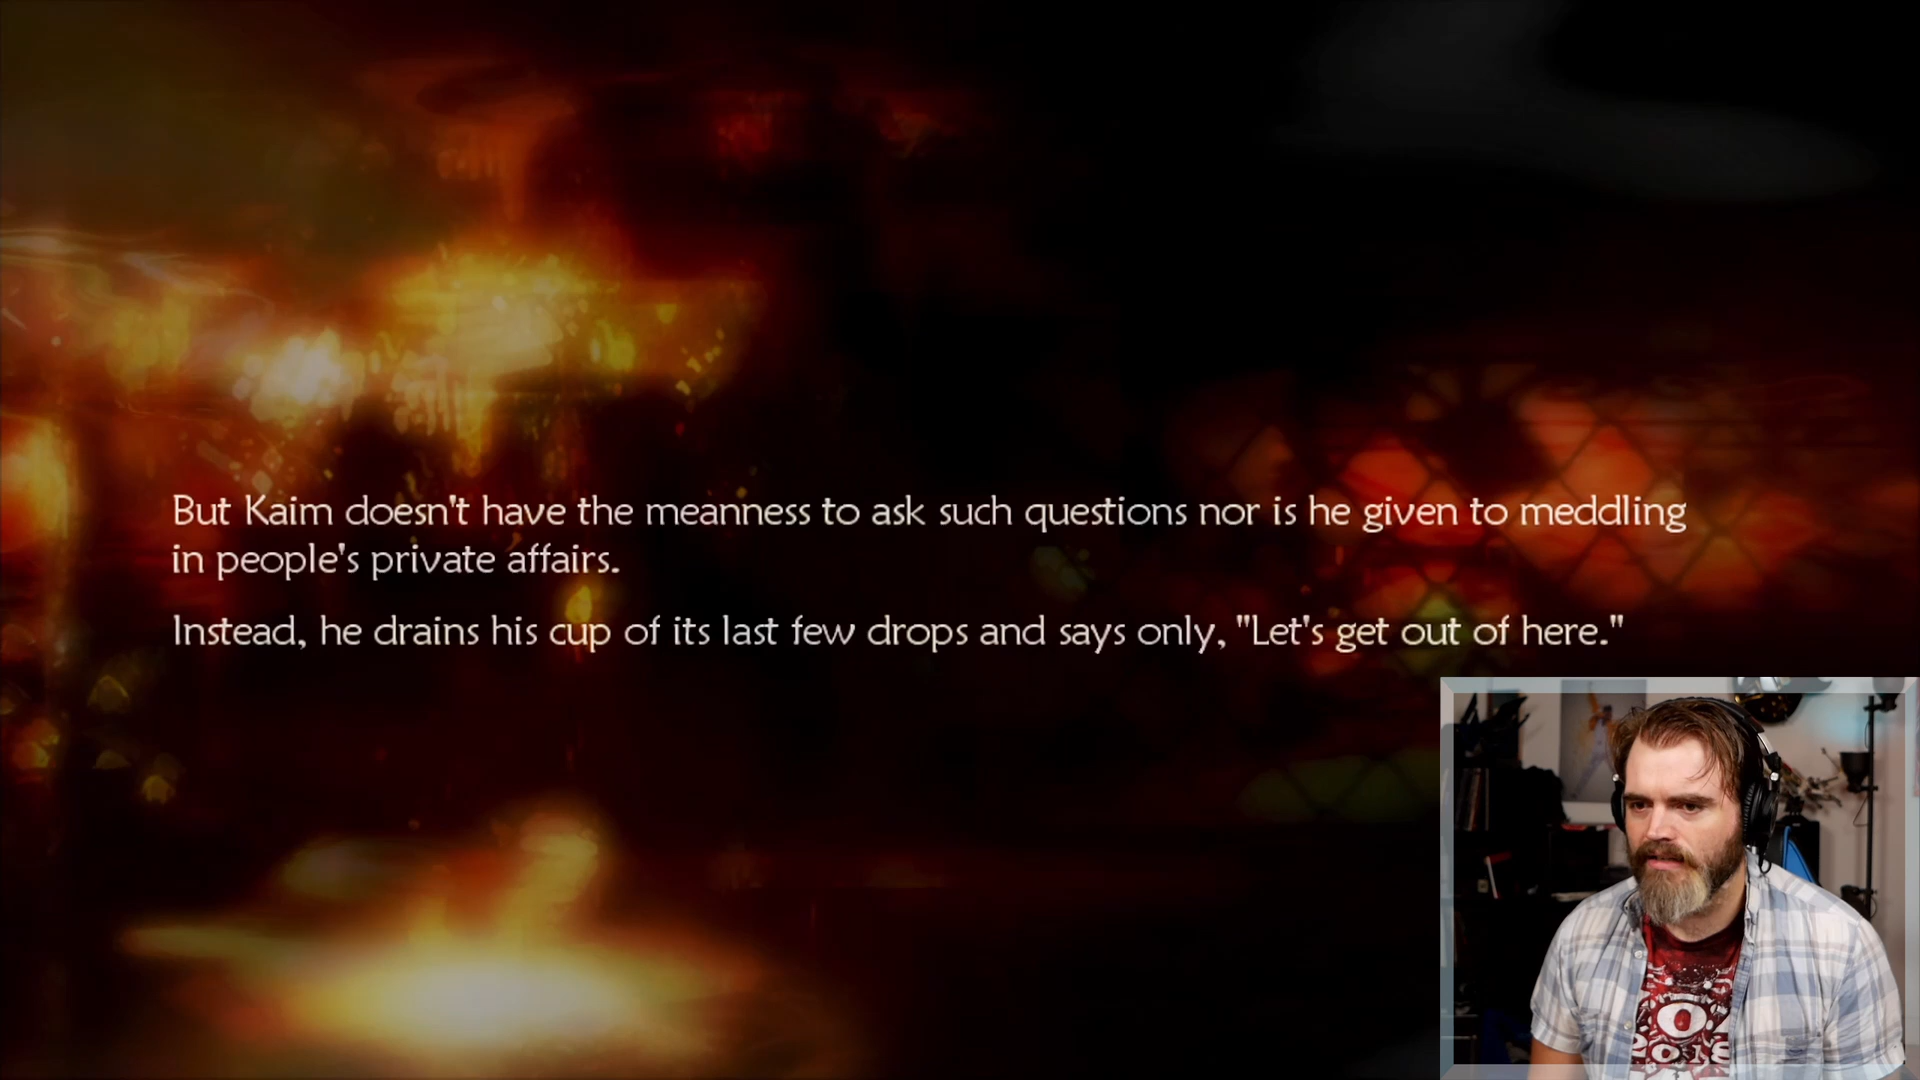 But Kaim doesn't have the meanness to ask such questions nor is he given to meddling
in people's private affairs.
Instead, he drains his cup of its last few drops and says only, "Let's get out of here."
2018